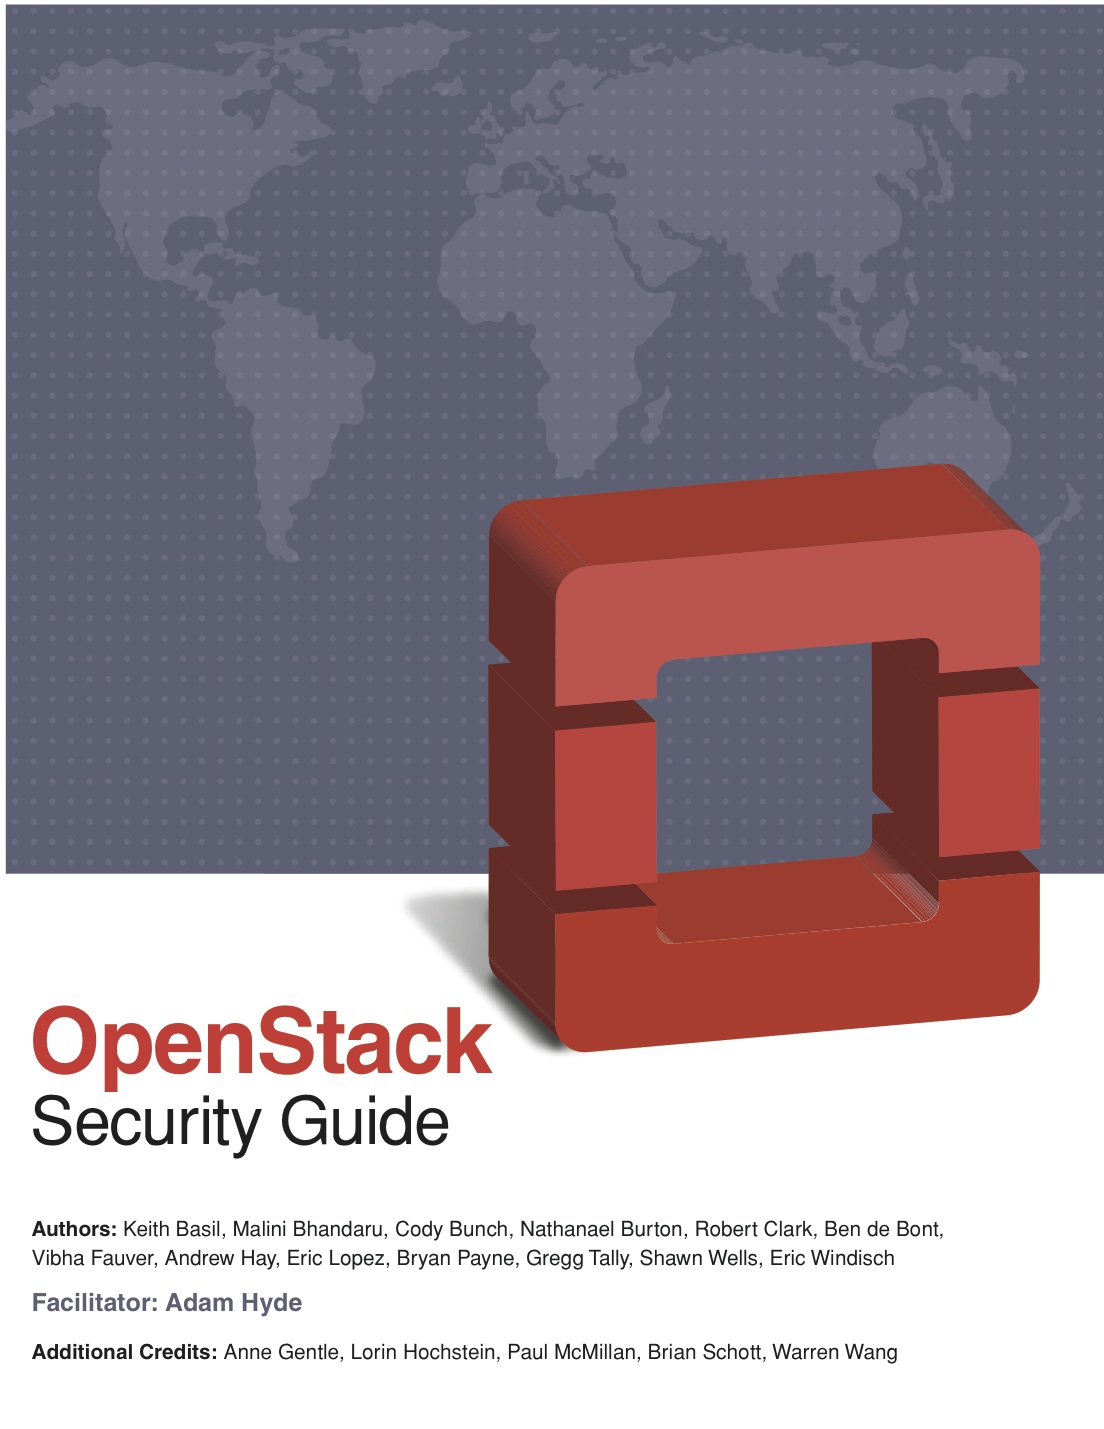 OpenStack
Security Guide
Authors: Keith Basil, Malini Bhandaru, Cody Bunch, Nathanael Burton, Robert Clark, Ben de Bont,
Vibha Fauver, Andrew Hay, Eric Lopez, Bryan Payne, Gregg Tally, Shawn Wells, Eric Windisch
Facilitator: Adam Hyde
Additional Credits: Anne Gentle, Lorin Hochstein, Paul McMillan, Brian Schott, Warren Wang